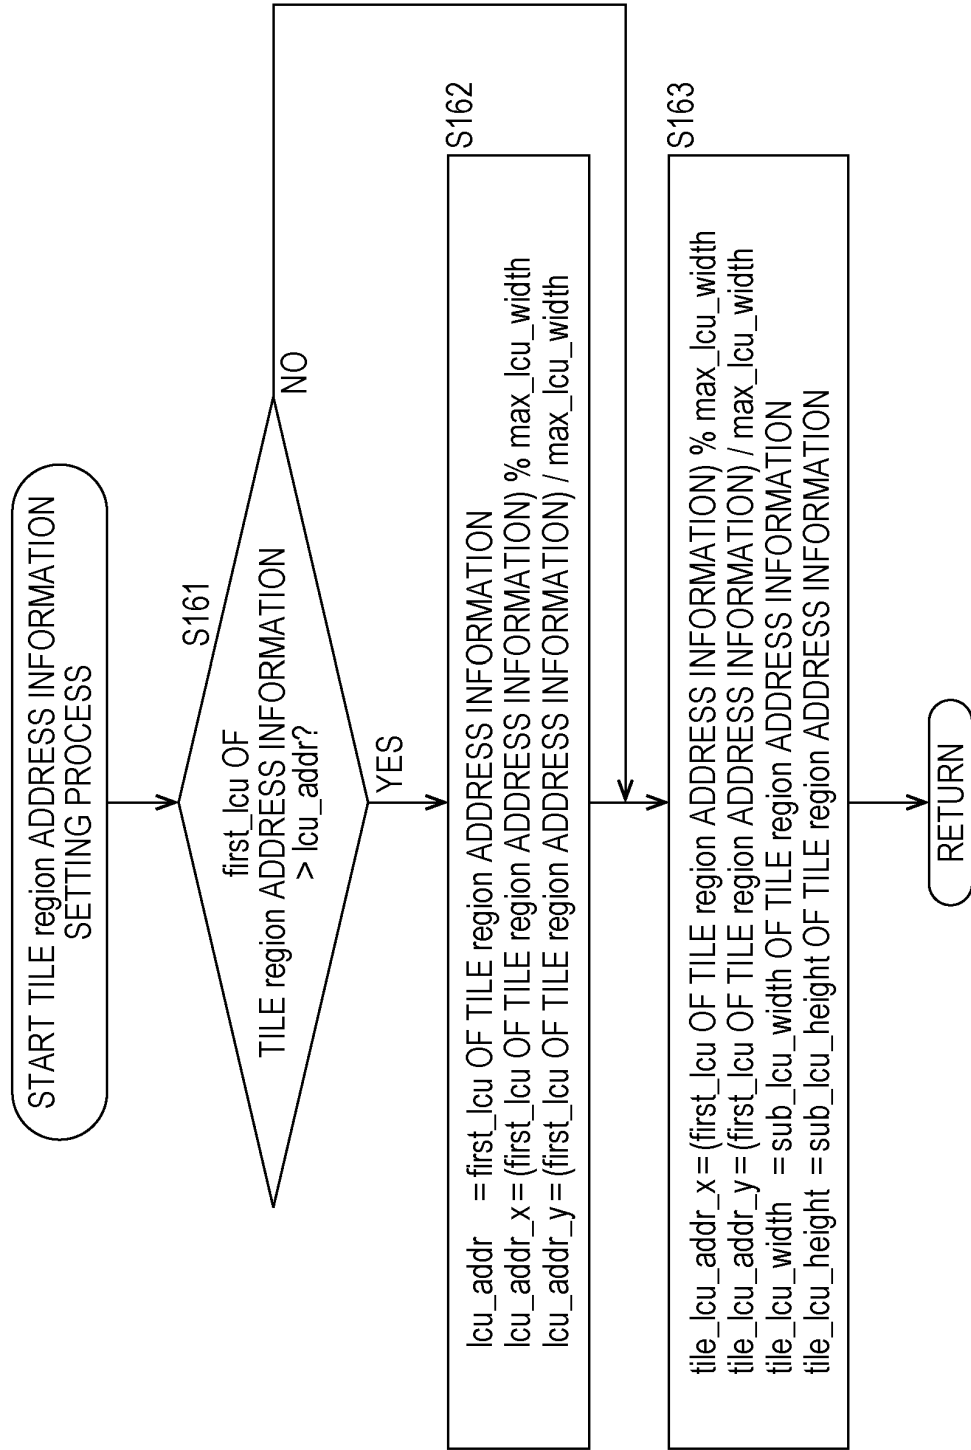 START TILE region ADDRESS INFORMATION
SETTING PROCESS
S161
first_lcu OF
TILE region ADDRESS INFORMATION
> lcu_addr?
NO
YES
S162
lcu_addr = first_lcu OF TILE region ADDRESS INFORMATION
lcu_addr_x = (first_lcu OF TILE region ADDRESS INFORMATION) % max_lcu_width
lcu_addr_y = (first_lcu OF TILE region ADDRESS INFORMATION) / max_lcu_width
S163
tile_lcu_addr_x = (first_lcu OF TILE region ADDRESS INFORMATION) % max_lcu_width
tile_lcu_addr_y = (first_lcu OF TILE region ADDRESS INFORMATION) / max_lcu_width
tile_lcu_width = sub_lcu_width OF TILE region ADDRESS INFORMATION
tile_lcu_height = sub_lcu_height OF TILE region ADDRESS INFORMATION
RETURN